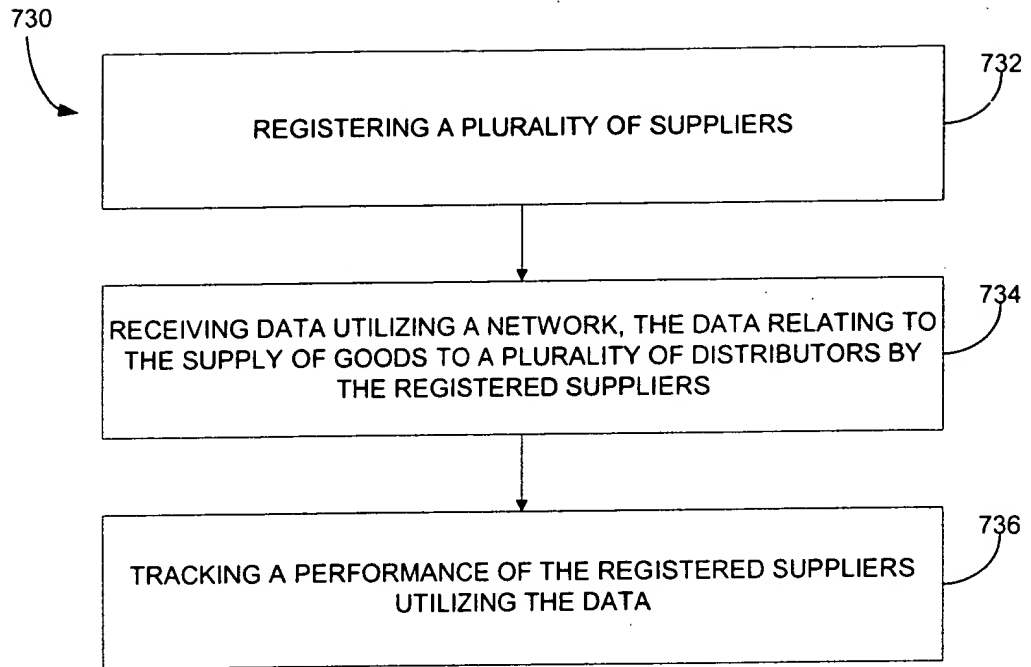 730
732
REGISTERING A PLURALITY OF SUPPLIERS
734
RECEIVING DATA UTILIZING A NETWORK, THE DATA RELATING TO
THE SUPPLY OF GOODS TO A PLURALITY OF DISTRIBUTORS BY
THE REGISTERED SUPPLIERS
736
TRACKING A PERFORMANCE OF THE REGISTERED SUPPLIERS
UTILIZING THE DATA